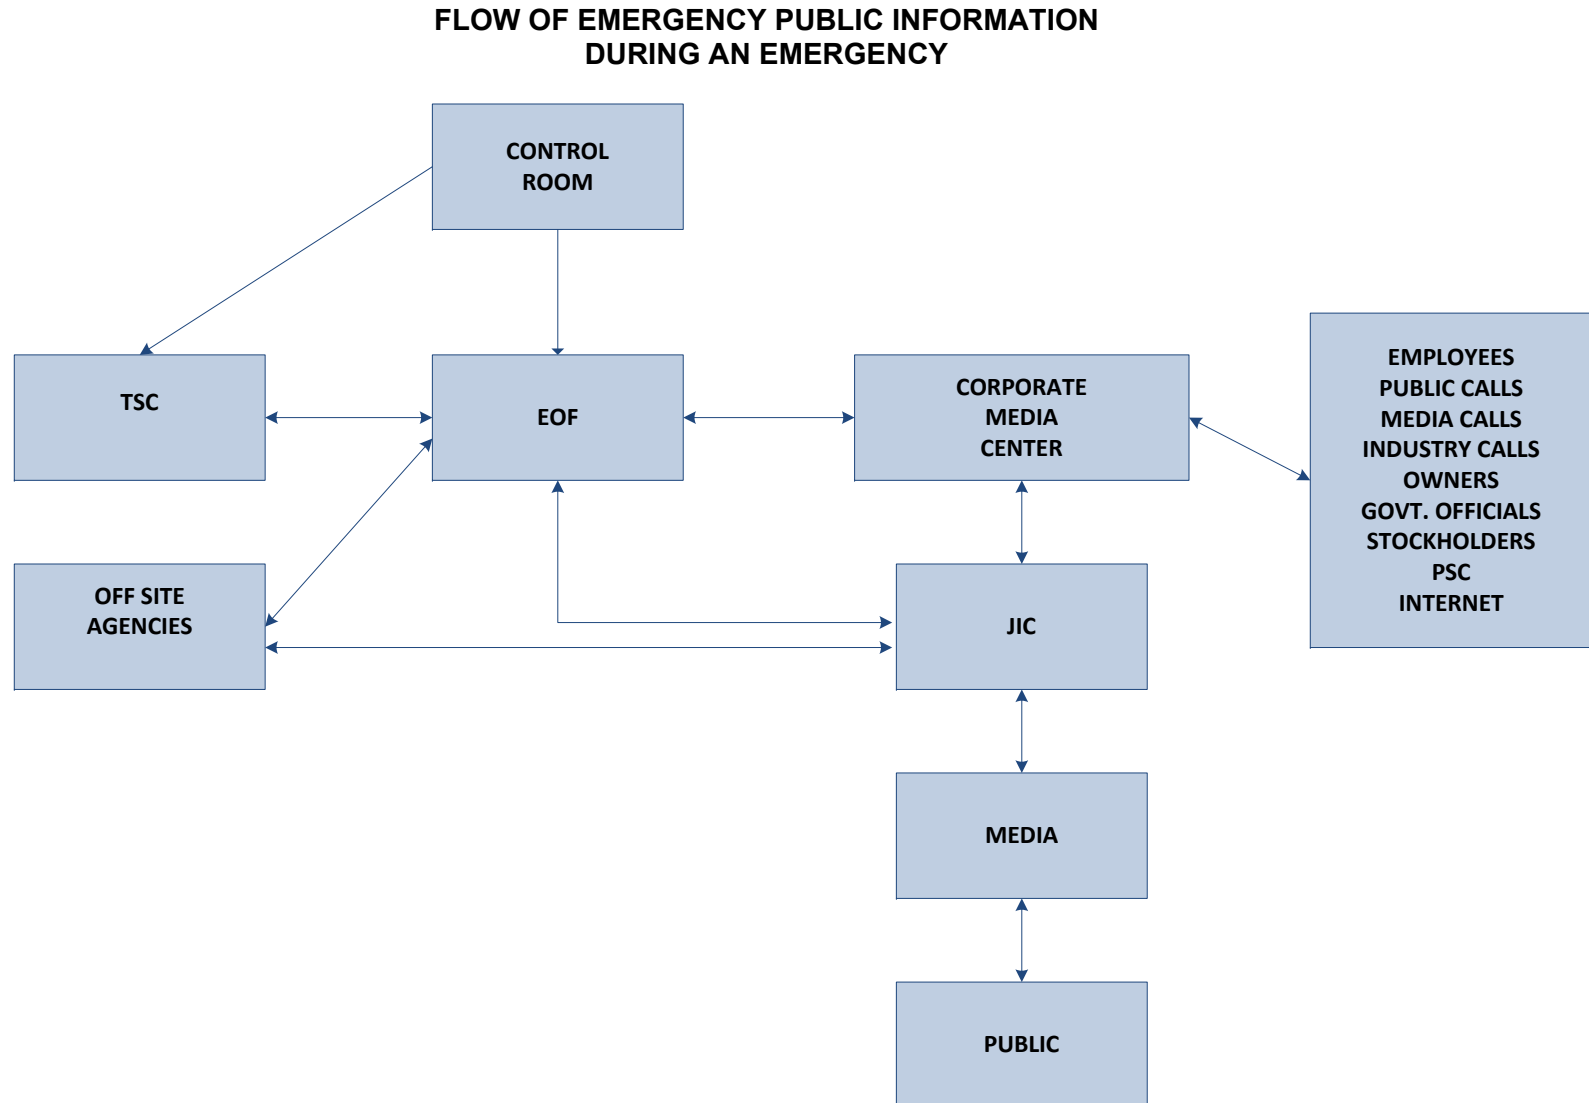 FLOW OF EMERGENCY PUBLIC INFORMATION
DURING AN EMERGENCY
CONTROL
ROOM
TSC
EOF
CORPORATE
MEDIA
CENTER
EMPLOYEES
PUBLIC CALLS
MEDIA CALLS
INDUSTRY CALLS
OWNERS
GOVT. OFFICIALS
STOCKHOLDERS
PSC
INTERNET
OFF SITE
AGENCIES
JIC
MEDIA
PUBLIC